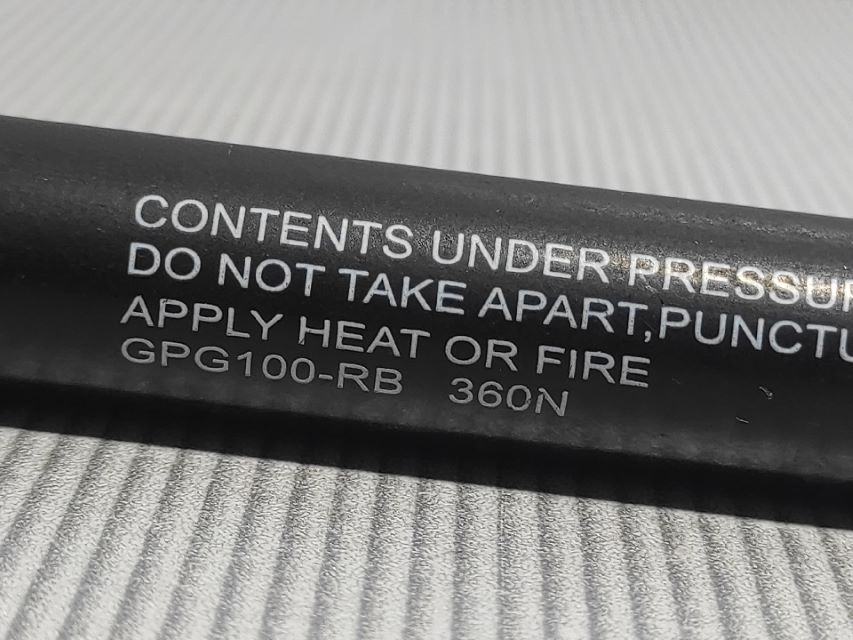 CONTENTS UNDER PRESSUR
DO NOT TAKE APART,PUNCTU
APPLY HEAT OR FIRE
GPG100-RB 360N